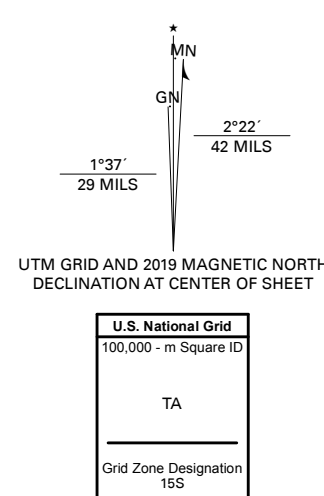 ★
MN
GN
2°22´
42 MILS
1°37´
29 MILS
UTM GRID AND 2019 MAGNETIC NORTH
DECLINATION AT CENTER OF SHEET
U.S. National Grid
100,000 - m Square ID
TA
Grid Zone Designation
15S